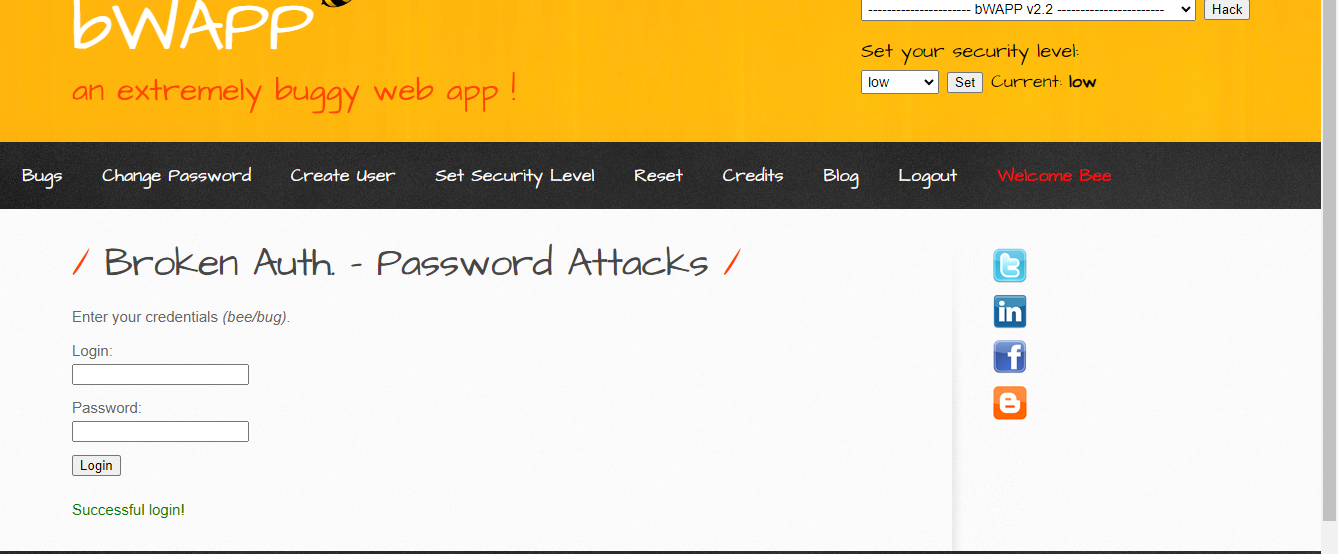 bWAPP
---------------------- bWAPP v2.2 -----------------------
Hack
an extremely buggy web app !
Set your security level:
low
Set
Current: low
Bugs Change Password Create User Set Security Level Reset Credits Blog Logout Welcome Bee
/ Broken Auth. - Password Attacks /
Enter your credentials (bee/bug).
Login:
Password:
Login
Successful login!